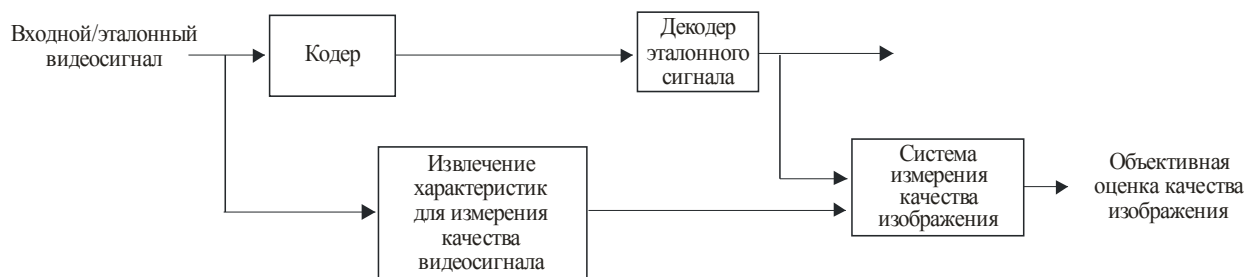 Входной/эталонный
видеосигнал
Кодер
Декодер
эталонного
сигнала
Извлечение
характеристик
для измерения
качества
видеосигнала
Система
измерения
качества
изображения
Объективная
оценка качества
изображения